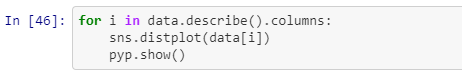 In [46]: for i in data.describe().columns:
    sns.distplot(data[i])
    pyp.show()